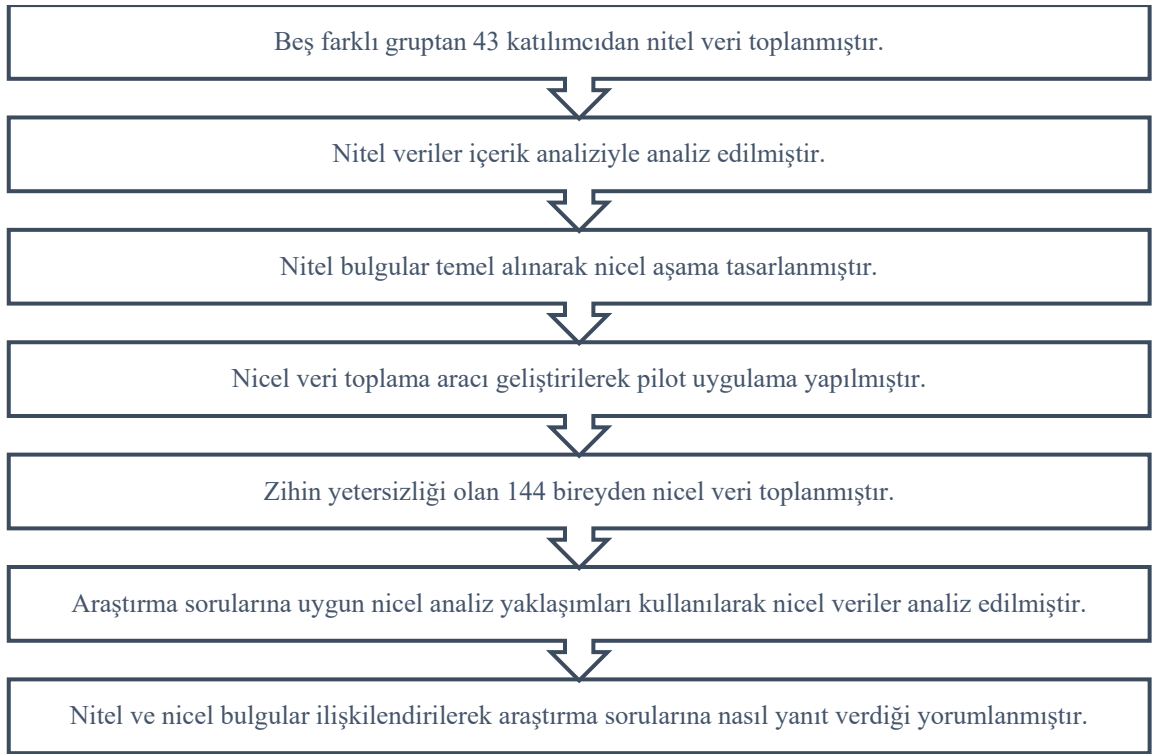 Beş farklı gruptan 43 katılımcıdan nitel veri toplanmıştır.
Nitel veriler içerik analiziyle analiz edilmiştir.
Nitel bulgular temel alınarak nicel aşama tasarlanmıştır.
Nicel veri toplama aracı geliştirilerek pilot uygulama yapılmıştır.
Zihin yetersizliği olan 144 bireyden nicel veri toplanmıştır.
Araştırma sorularına uygun nicel analiz yaklaşımları kullanılarak nicel veriler analiz edilmiştir.
Nitel ve nicel bulgular ilişkilendirilerek araştırma sorularına nasıl yanıt verdiği yorumlanmıştır.